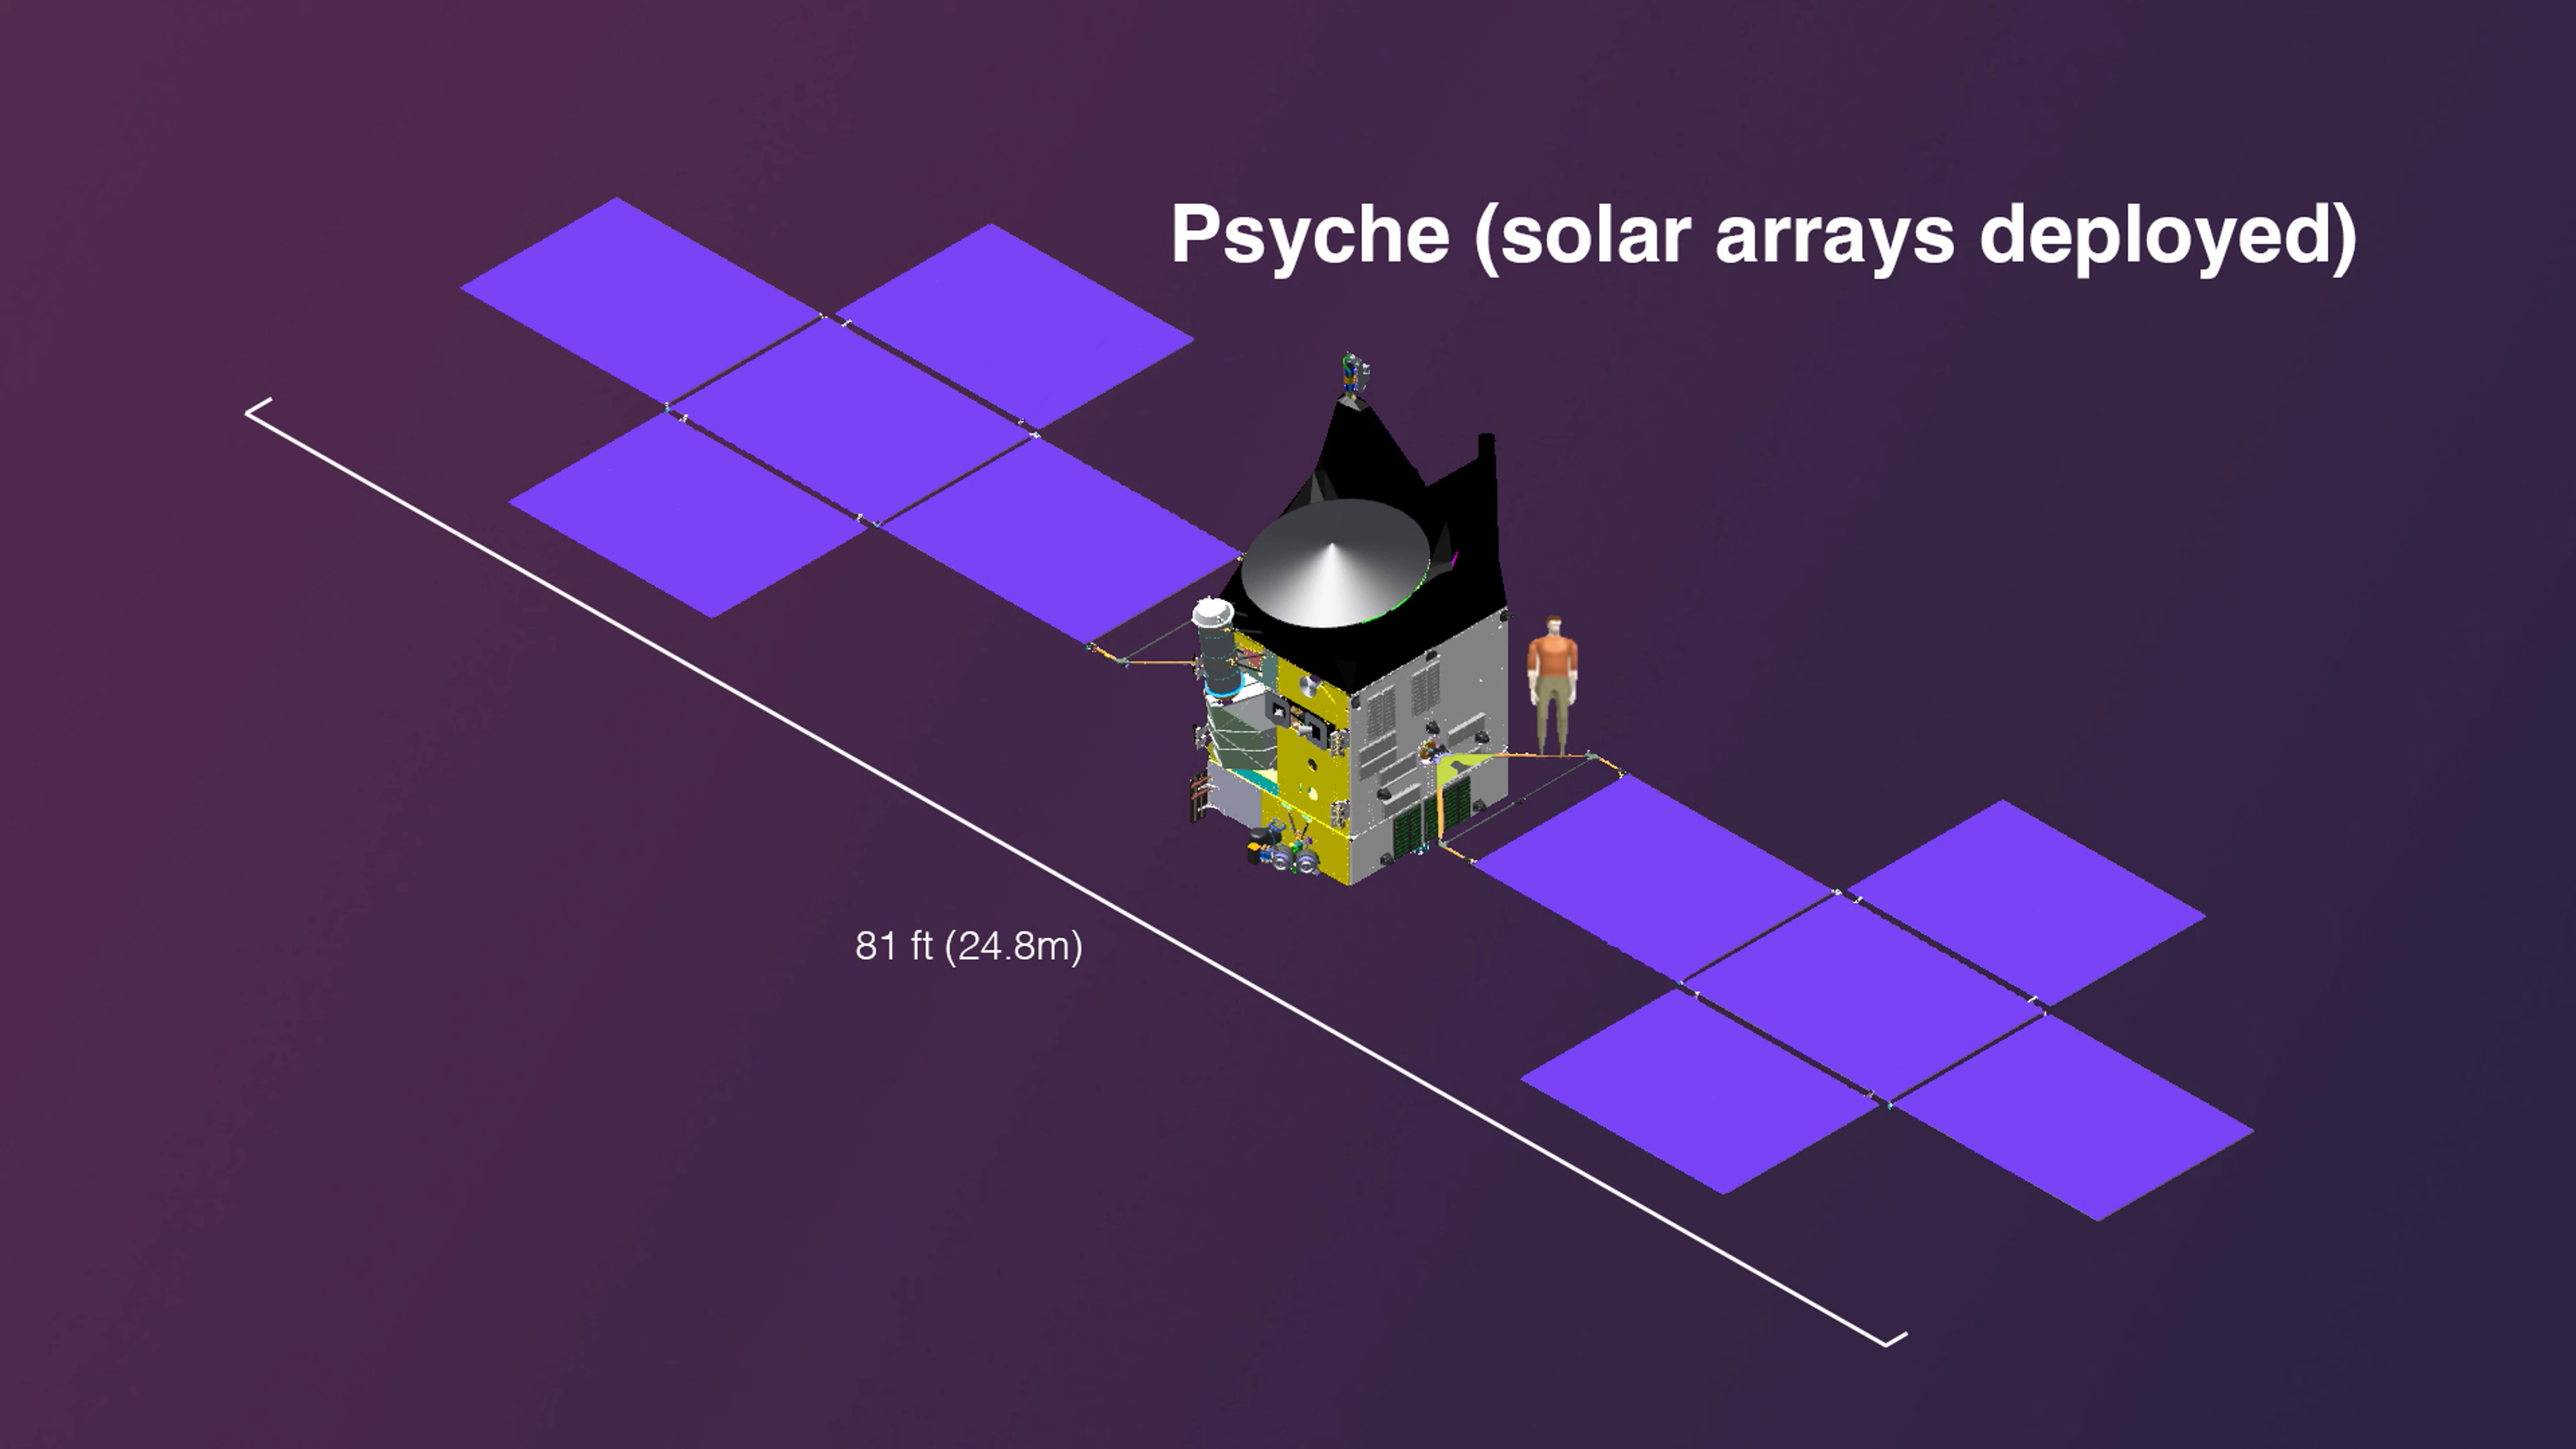 Psyche (solar arrays deployed)
81 ft (24.8m)